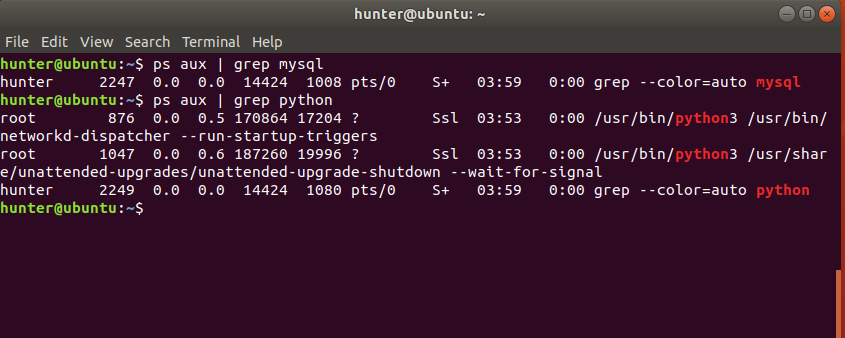 hunter@ubuntu: ~
File Edit View Search Terminal Help
hunter@ubuntu:~$ ps aux | grep mysql
hunter     2247  0.0  0.0  14424  1008 pts/0    S+   03:59   0:00 grep --color=auto mysql
hunter@ubuntu:~$ ps aux | grep python
root        876  0.0  0.5 170864 17204 ?        Ssl  03:53   0:00 /usr/bin/python3 /usr/bin/
networkd-dispatcher --run-startup-triggers
root       1047  0.0  0.6 187260 19996 ?        Ssl  03:53   0:00 /usr/bin/python3 /usr/shar
e/unattended-upgrades/unattended-upgrade-shutdown --wait-for-signal
hunter     2249  0.0  0.0  14424  1080 pts/0    S+   03:59   0:00 grep --color=auto python
hunter@ubuntu:~$